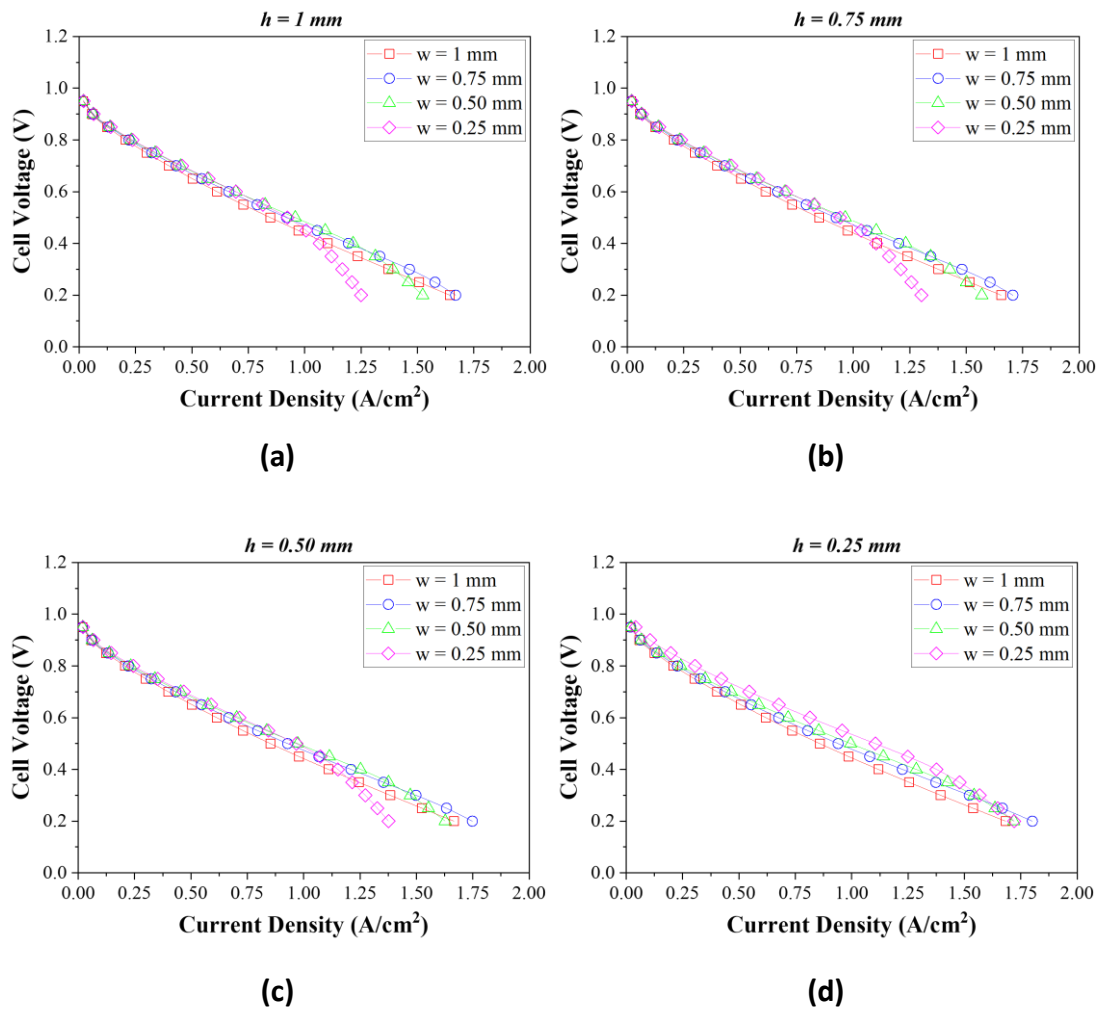 h = 1 mm
1.2
1.0
0.8
0.6
0.4
0.2
0.0
Cell Voltage (V)
w = 1 mm
w = 0.75 mm
w = 0.50 mm
w = 0.25 mm
0.00 0.25 0.50 0.75 1.00 1.25 1.50 1.75 2.00
Current Density (A/cm²)
(a)
h = 0.75 mm
1.2
1.0
0.8
0.6
0.4
0.2
0.0
Cell Voltage (V)
w = 1 mm
w = 0.75 mm
w = 0.50 mm
w = 0.25 mm
0.00 0.25 0.50 0.75 1.00 1.25 1.50 1.75 2.00
Current Density (A/cm²)
(b)
h = 0.50 mm
1.2
1.0
0.8
0.6
0.4
0.2
0.0
Cell Voltage (V)
w = 1 mm
w = 0.75 mm
w = 0.50 mm
w = 0.25 mm
0.00 0.25 0.50 0.75 1.00 1.25 1.50 1.75 2.00
Current Density (A/cm²)
(c)
h = 0.25 mm
1.2
1.0
0.8
0.6
0.4
0.2
0.0
Cell Voltage (V)
w = 1 mm
w = 0.75 mm
w = 0.50 mm
w = 0.25 mm
0.00 0.25 0.50 0.75 1.00 1.25 1.50 1.75 2.00
Current Density (A/cm²)
(d)